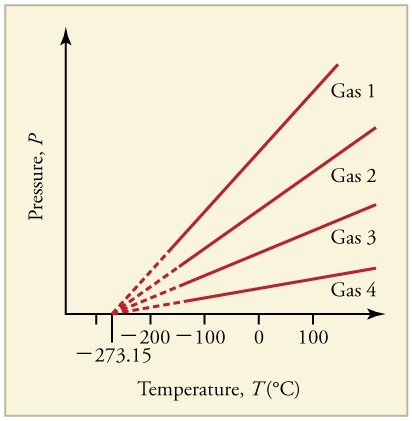 Gas 1
Gas 2
Gas 3
Gas 4
Pressure, P
−200 −100 0 100
−273.15
Temperature, T(°C)